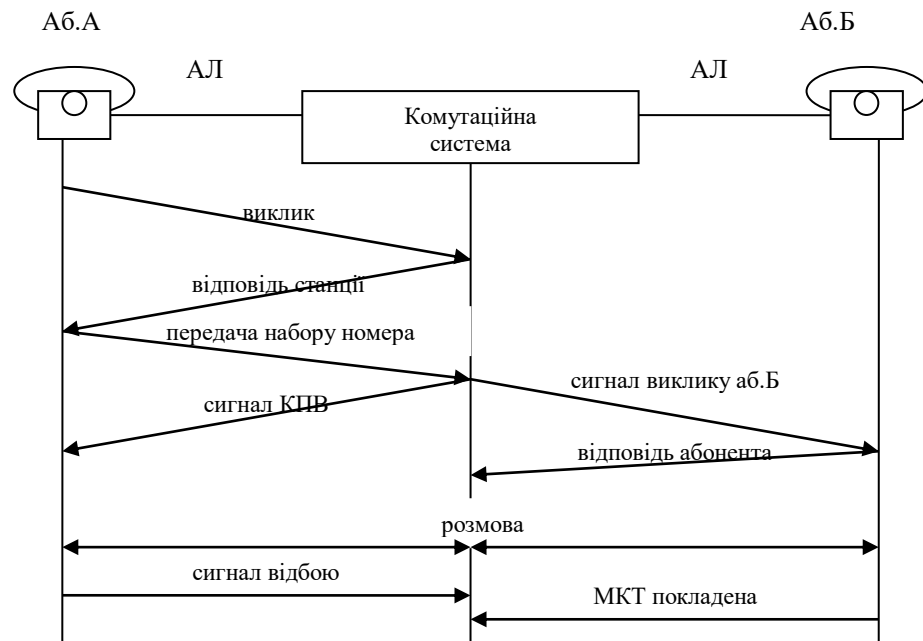 Аб.А
Аб.Б
АЛ
АЛ
Комутаційна
система
виклик
відповідь станції
передача набору номера
сигнал виклику аб.Б
сигнал КПВ
відповідь абонента
розмова
сигнал відбою
МКТ покладена